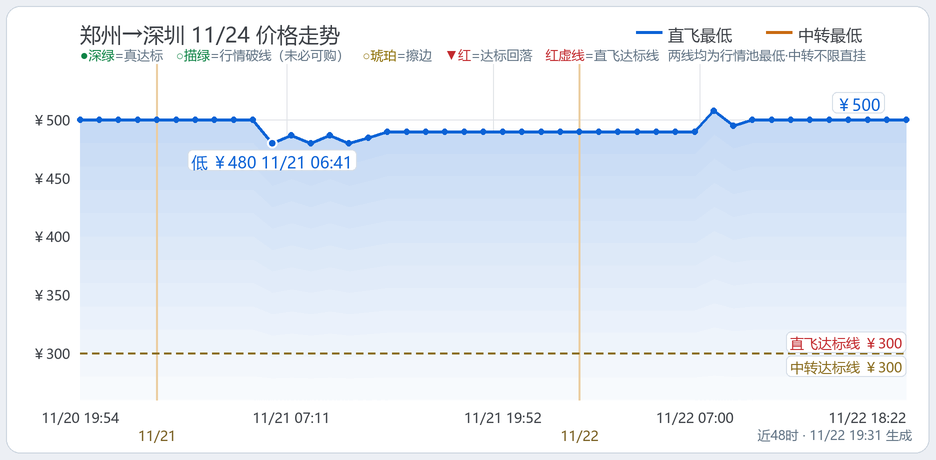 郑州→深圳 11/24 价格走势
直飞最低 中转最低
●深绿=真达标 ○描绿=行情破线（未必可购） ○琥珀=擦边 ▼红=达标回落 红虚线=直飞达标线 两线均为行情池最低·中转不限直挂
¥500
¥450
¥400
¥350
¥300
¥500
低 ¥480 11/21 06:41
直飞达标线 ¥300
中转达标线 ¥300
11/20 19:54 11/21 07:11 11/21 19:52 11/22 07:00 11/22 18:22
11/21 11/22
近48时 · 11/22 19:31 生成